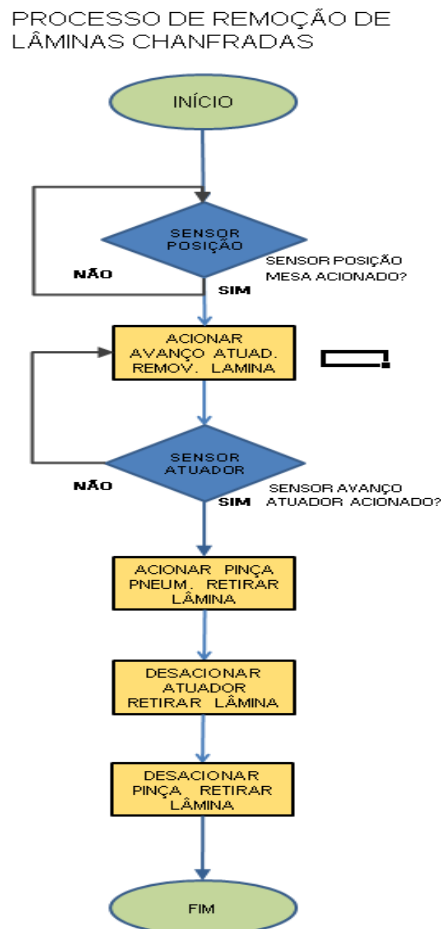 PROCESSO DE REMOÇÃO DE
LÂMINAS CHANFRADAS
INÍCIO
SENSOR
POSIÇÃO
SENSOR POSIÇÃO
MESA ACIONADO?
NÃO
SIM
ACIONAR
AVANÇO ATUAD.
REMOV. LAMINA
SENSOR
ATUADOR
NÃO
SIM
SENSOR AVANÇO
ATUADOR ACIONADO?
ACIONAR PINÇA
PNEUM. RETIRAR
LÂMINA
DESACIONAR
ATUADOR
RETIRAR LÂMINA
DESACIONAR
PINÇA RETIRAR
LÂMINA
FIM